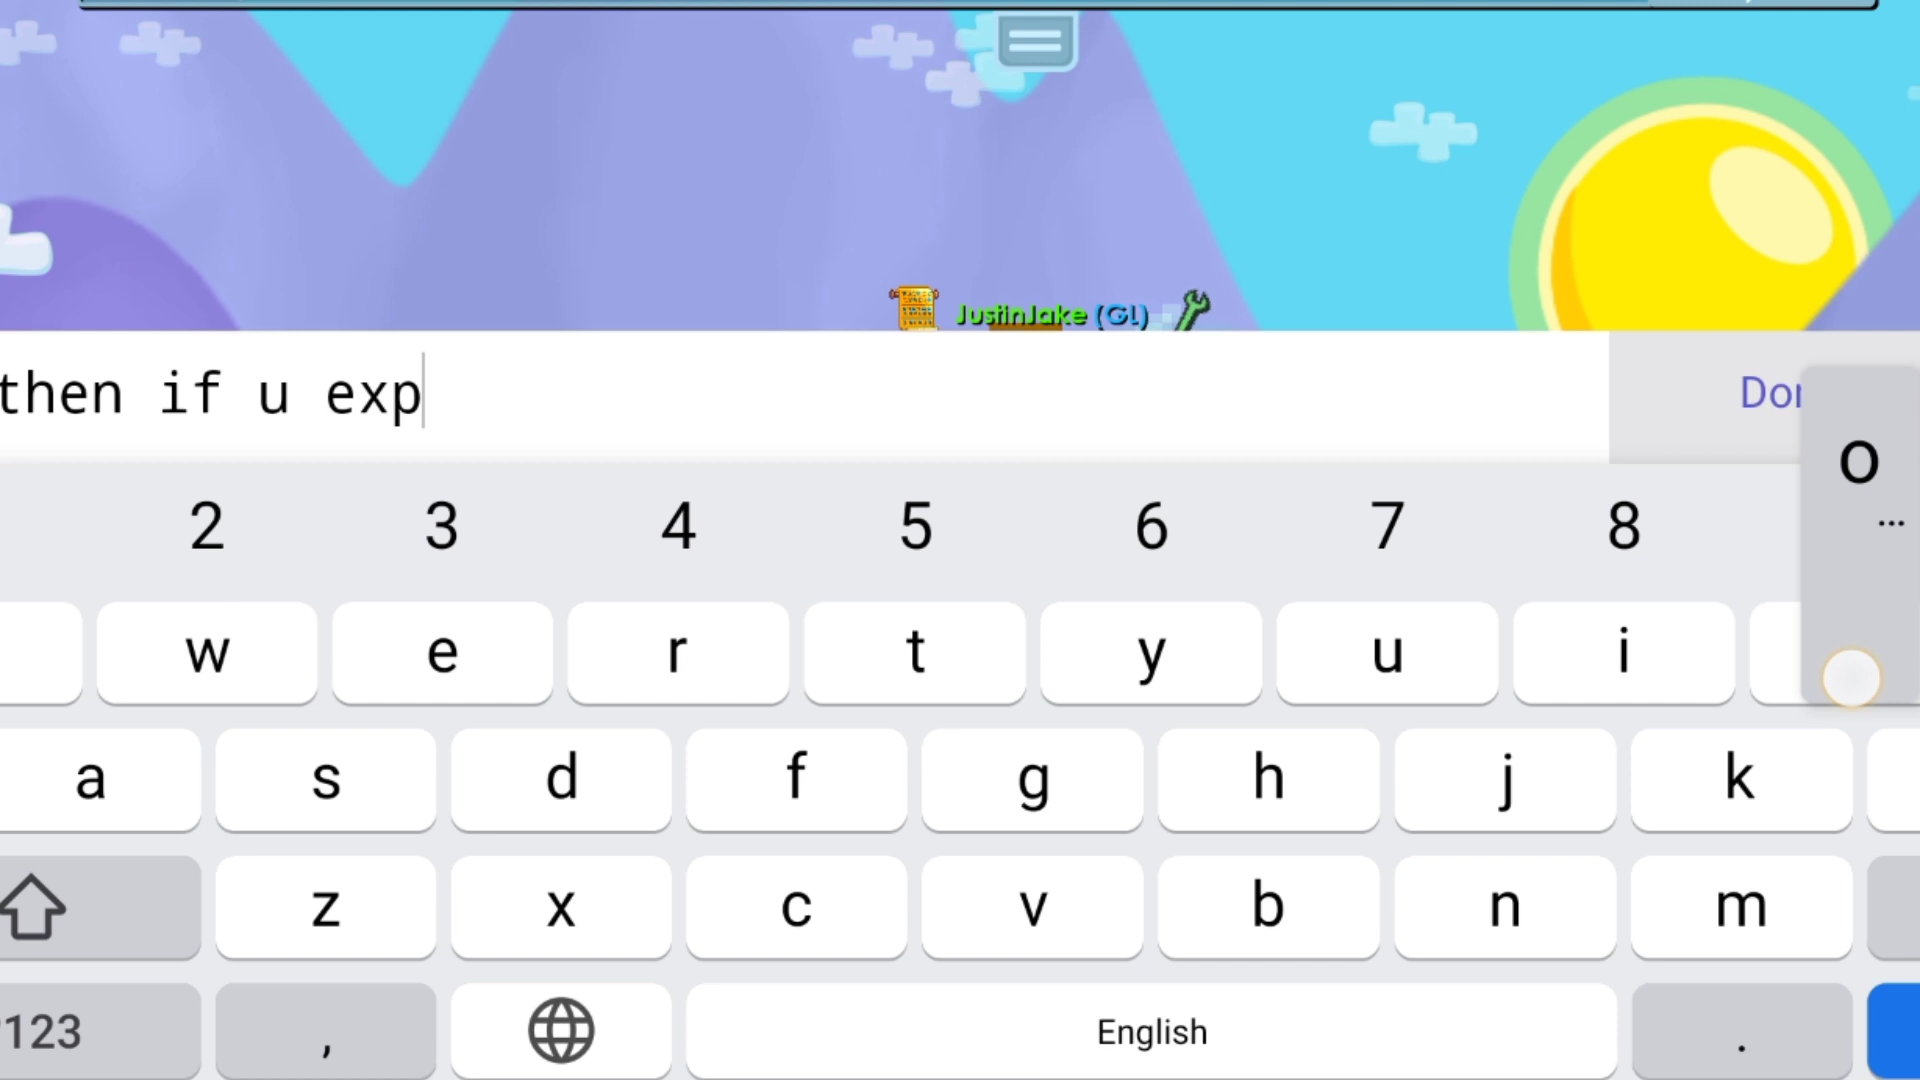 JustinJake (GL)
then if u exp
Do
o
...
2 3 4 5 6 7 8
w e r t y u i
a s d f g h j k
z x c v b n m
123 , English .